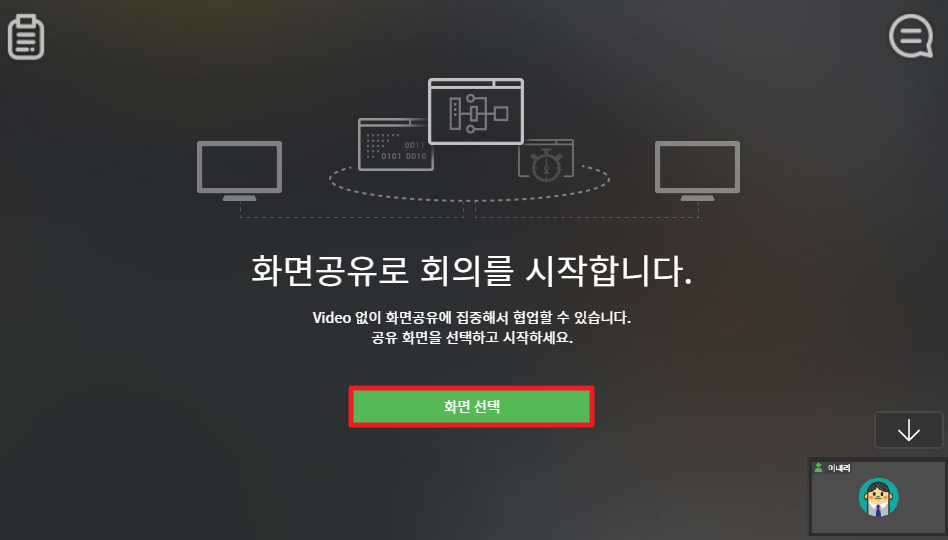 0011
0101 0010
화면공유로 회의를 시작합니다.
Video 없이 화면공유에 집중해서 협업할 수 있습니다.
공유 화면을 선택하고 시작하세요.
화면 선택
이내리